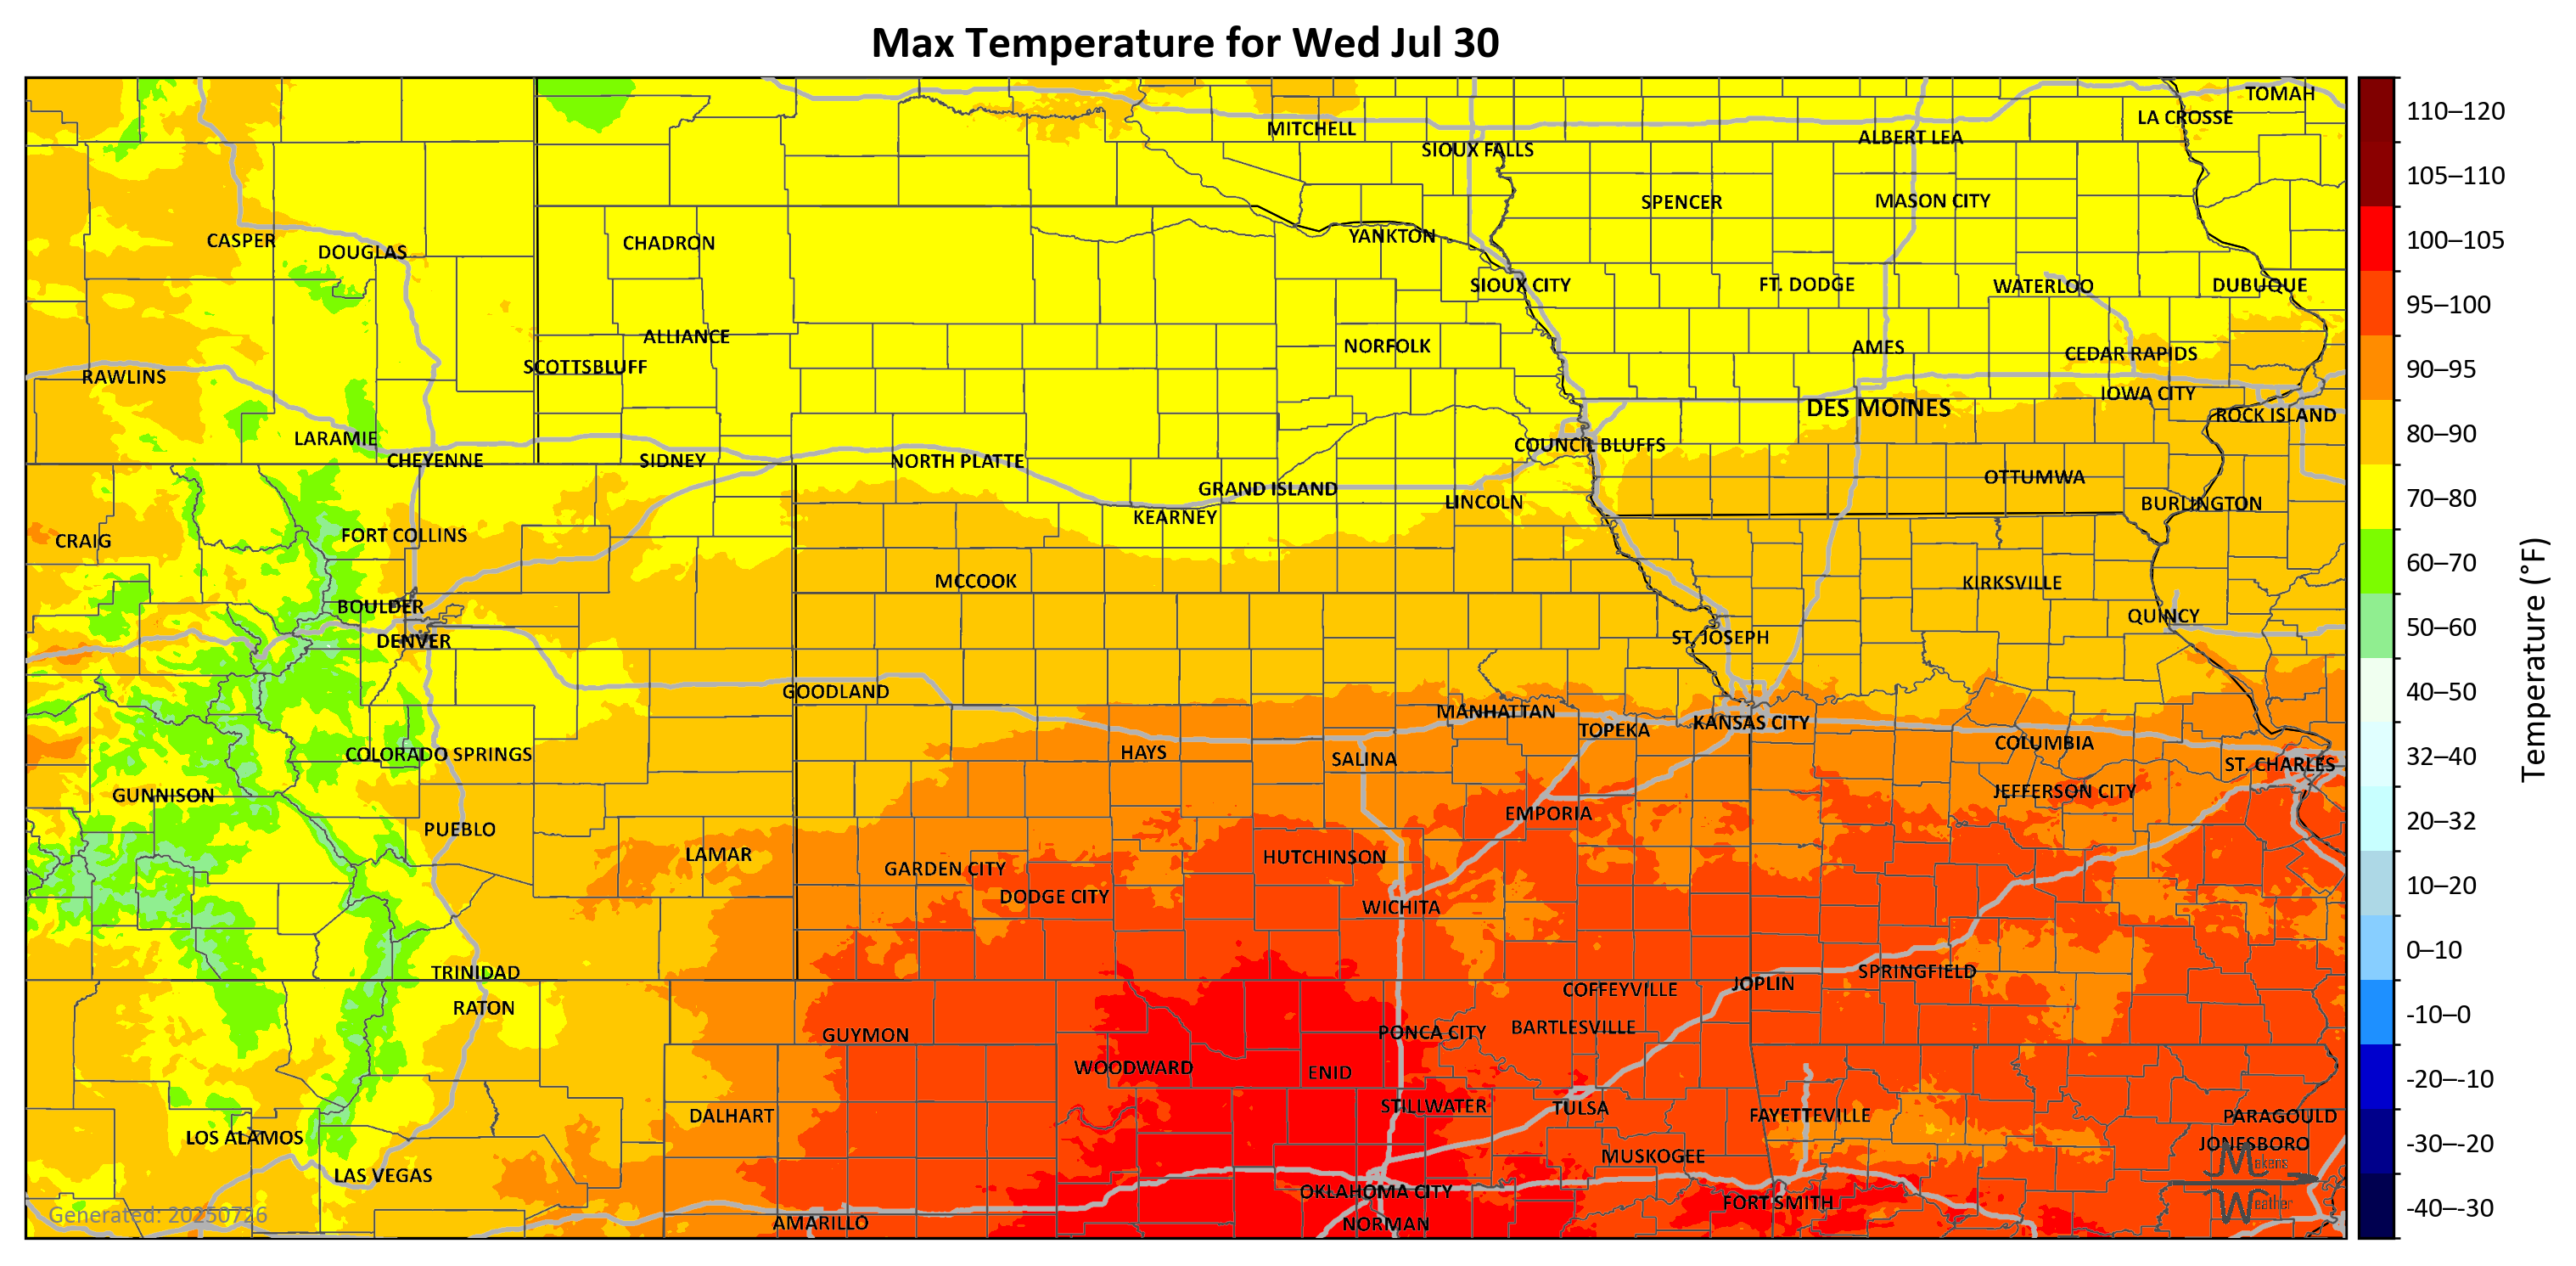 Max Temperature for Wed Jul 30
TOMAH
LA CROSSE
MITCHELL
ALBERT LEA
SIOUX FALLS
SPENCER
MASON CITY
CASPER
DOUGLAS
CHADRON
YANKTON
SIOUX CITY
FT. DODGE
WATERLOO
DUBUQUE
ALLIANCE
NORFOLK
AMES
CEDAR RAPIDS
SCOTTSBLUFF
RAWLINS
IOWA CITY
DES MOINES
ROCK ISLAND
LARAMIE
COUNCIL BLUFFS
CHEYENNE
SIDNEY
NORTH PLATTE
OTTUMWA
GRAND ISLAND
LINCOLN
BURLINGTON
KEARNEY
FORT COLLINS
CRAIG
MCCOOK
KIRKSVILLE
BOULDER
QUINCY
DENVER
ST. JOSEPH
GOODLAND
MANHATTAN
TOPEKA
KANSAS CITY
COLUMBIA
COLORADO SPRINGS
HAYS
SALINA
ST. CHARLES
GUNNISON
JEFFERSON CITY
EMPORIA
PUEBLO
LAMAR
HUTCHINSON
GARDEN CITY
DODGE CITY
WICHITA
TRINIDAD
SPRINGFIELD
JOPLIN
COFFEYVILLE
RATON
GUYMON
PONCA CITY
BARTLESVILLE
WOODWARD
ENID
STILLWATER
TULSA
DALHART
FAYETTEVILLE
PARAGOULD
LOS ALAMOS
JONESBORO
MUSKOGEE
LAS VEGAS
OKLAHOMA CITY
FORT SMITH
AMARILLO
NORMAN
Generated: 20250726
Makens
Weather
110–120
105–110
100–105
95–100
90–95
80–90
70–80
60–70
50–60
40–50
32–40
20–32
10–20
0–10
-10–0
-20–-10
-30–-20
-40–-30
Temperature (°F)